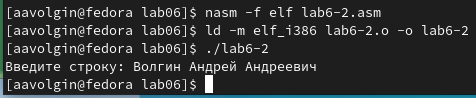 [aavolgin@fedora lab06]$ nasm -f elf lab6-2.asm
[aavolgin@fedora lab06]$ ld -m elf_i386 lab6-2.o -o lab6-2
[aavolgin@fedora lab06]$ ./lab6-2
Введите строку: Волгин Андрей Андреевич
[aavolgin@fedora lab06]$